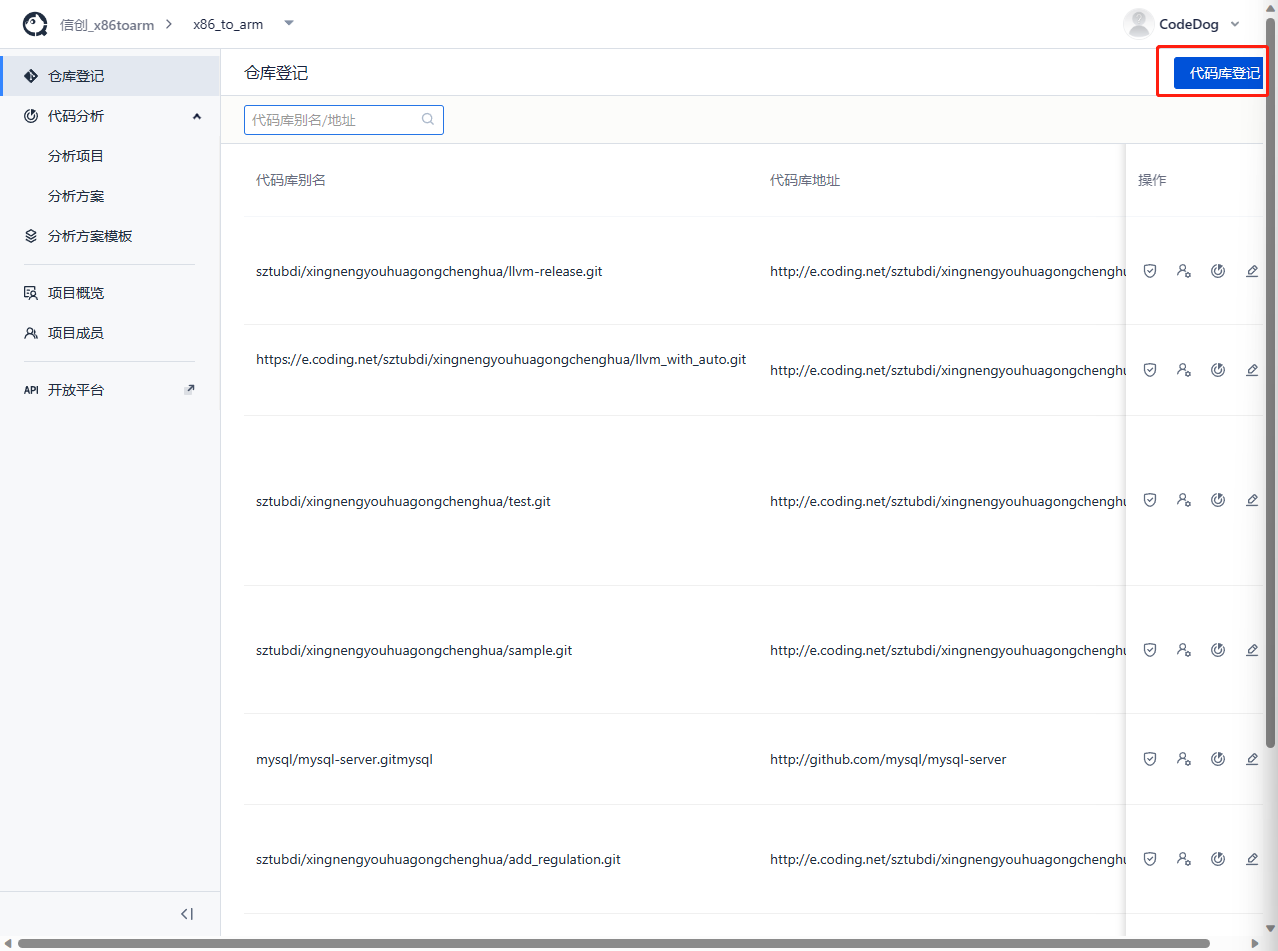 信创_x86toarm
x86_to_arm
CodeDog
仓库登记
代码分析
分析项目
分析方案
分析方案模板
项目概览
项目成员
API 开放平台
仓库登记
代码库登记
代码库别名/地址
代码库别名 代码库地址 操作
sztubdi/xingnengyouhuagongchenghua/llvm-release.git http://e.coding.net/sztubdi/xingnengyouhuagongchenghu
https://e.coding.net/sztubdi/xingnengyouhuagongchenghua/llvm_with_auto.git http://e.coding.net/sztubdi/xingnengyouhuagongchenghu
sztubdi/xingnengyouhuagongchenghua/test.git http://e.coding.net/sztubdi/xingnengyouhuagongchenghu
sztubdi/xingnengyouhuagongchenghua/sample.git http://e.coding.net/sztubdi/xingnengyouhuagongchenghu
mysql/mysql-server.gitmysql http://github.com/mysql/mysql-server
sztubdi/xingnengyouhuagongchenghua/add_regulation.git http://e.coding.net/sztubdi/xingnengyouhuagongchenghu